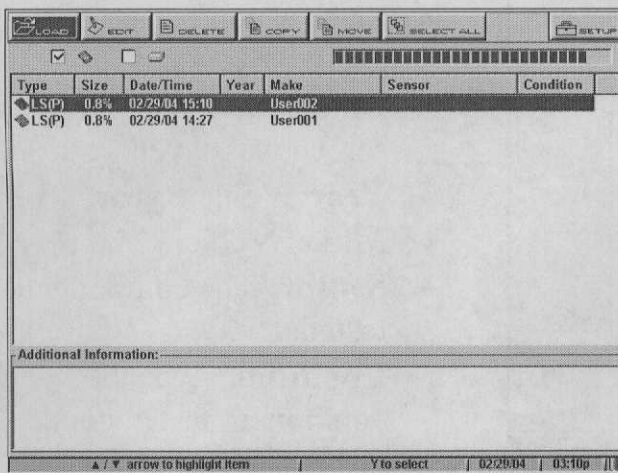 LOAD EDIT DELETE COPY MOVE SELECT ALL SETUP
Type Size Date/Time Year Make Sensor Condition
LS(P) 0.8% 02/29/04 15:10 User002
LS(P) 0.8% 02/29/04 14:27 User001
Additional Information:
▲ / ▼ arrow to highlight item Y to select 02/29/04 03:10p